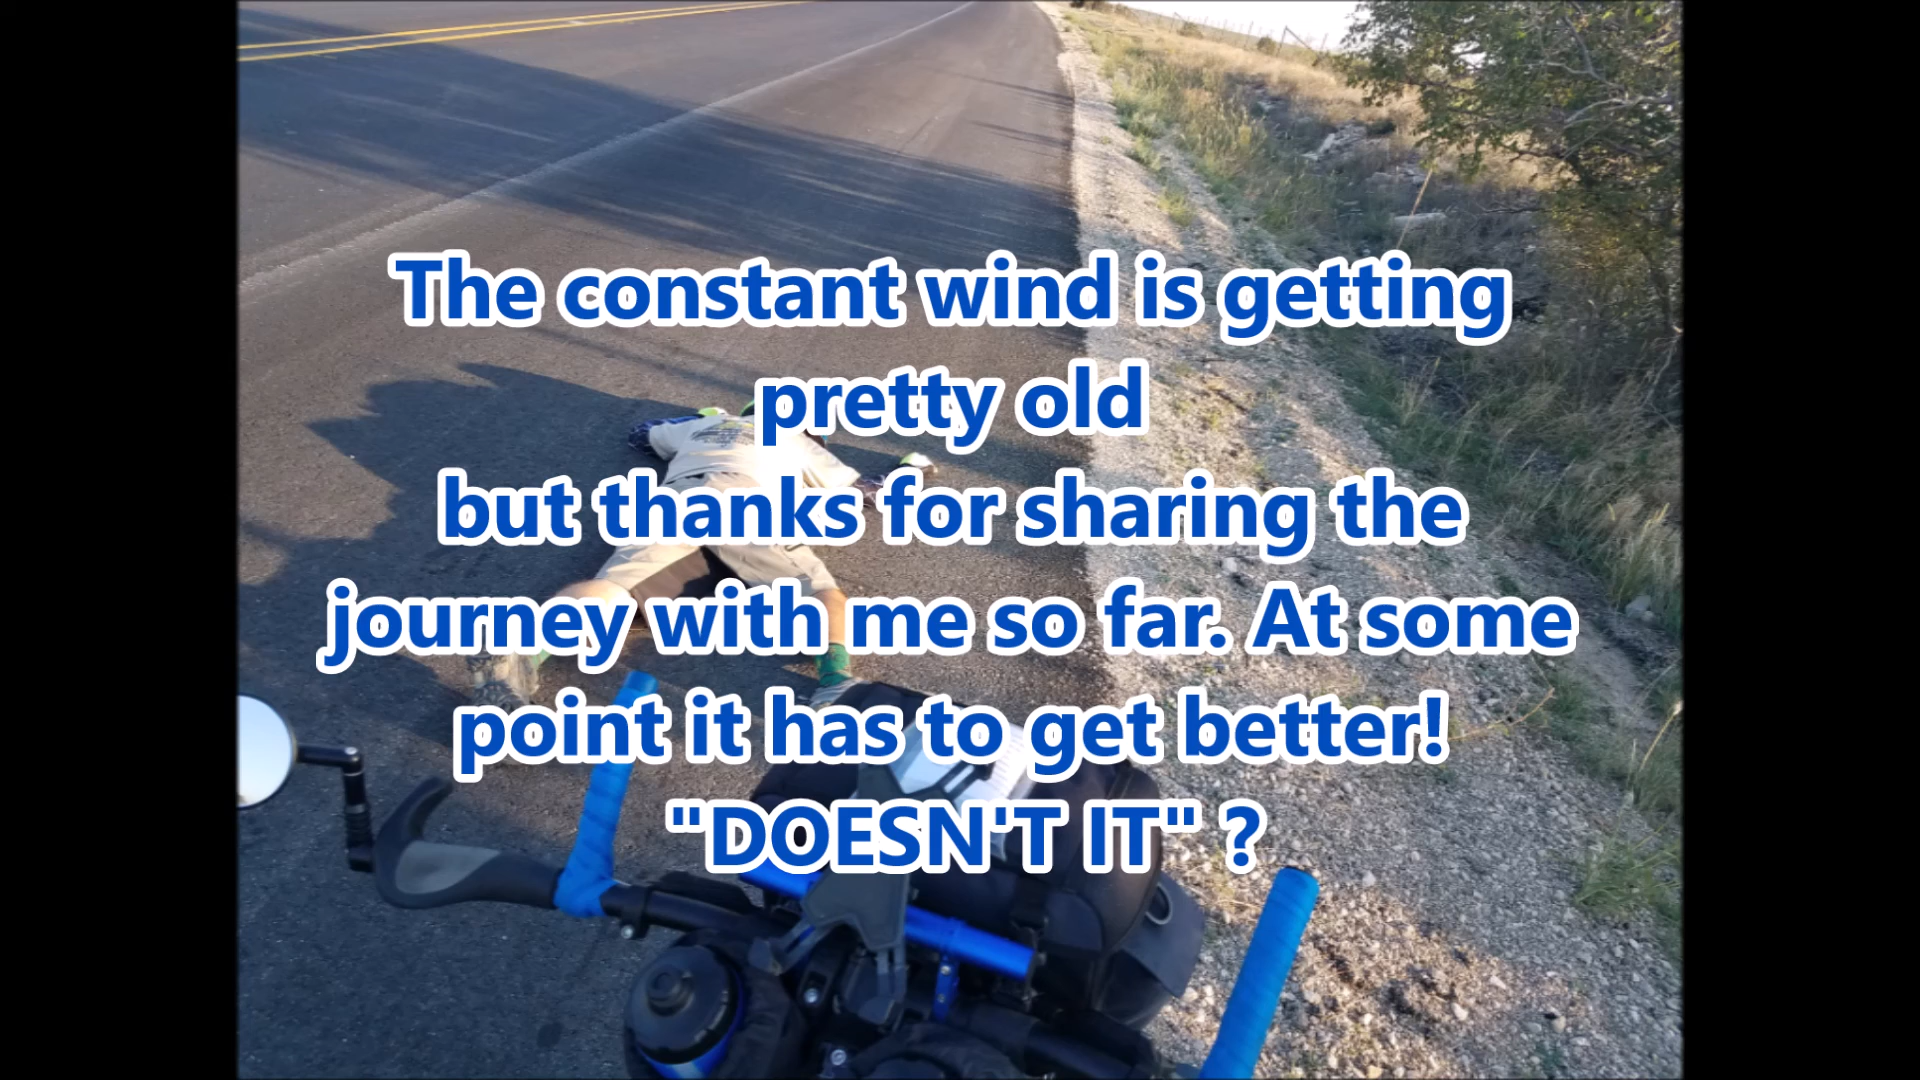 The constant wind is getting
pretty old
but thanks for sharing the
journey with me so far. At some
point it has to get better!
"DOESN'T IT" ?